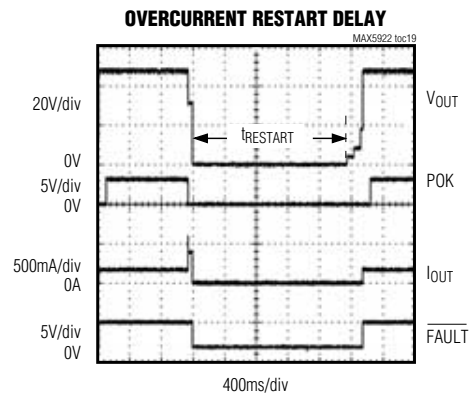 OVERCURRENT RESTART DELAY
MAX5922 toc19
20V/div
VOUT
tRESTART
0V
5V/div
POK
0V
500mA/div
IOUT
0A
5V/div
FAULT
0V
400ms/div